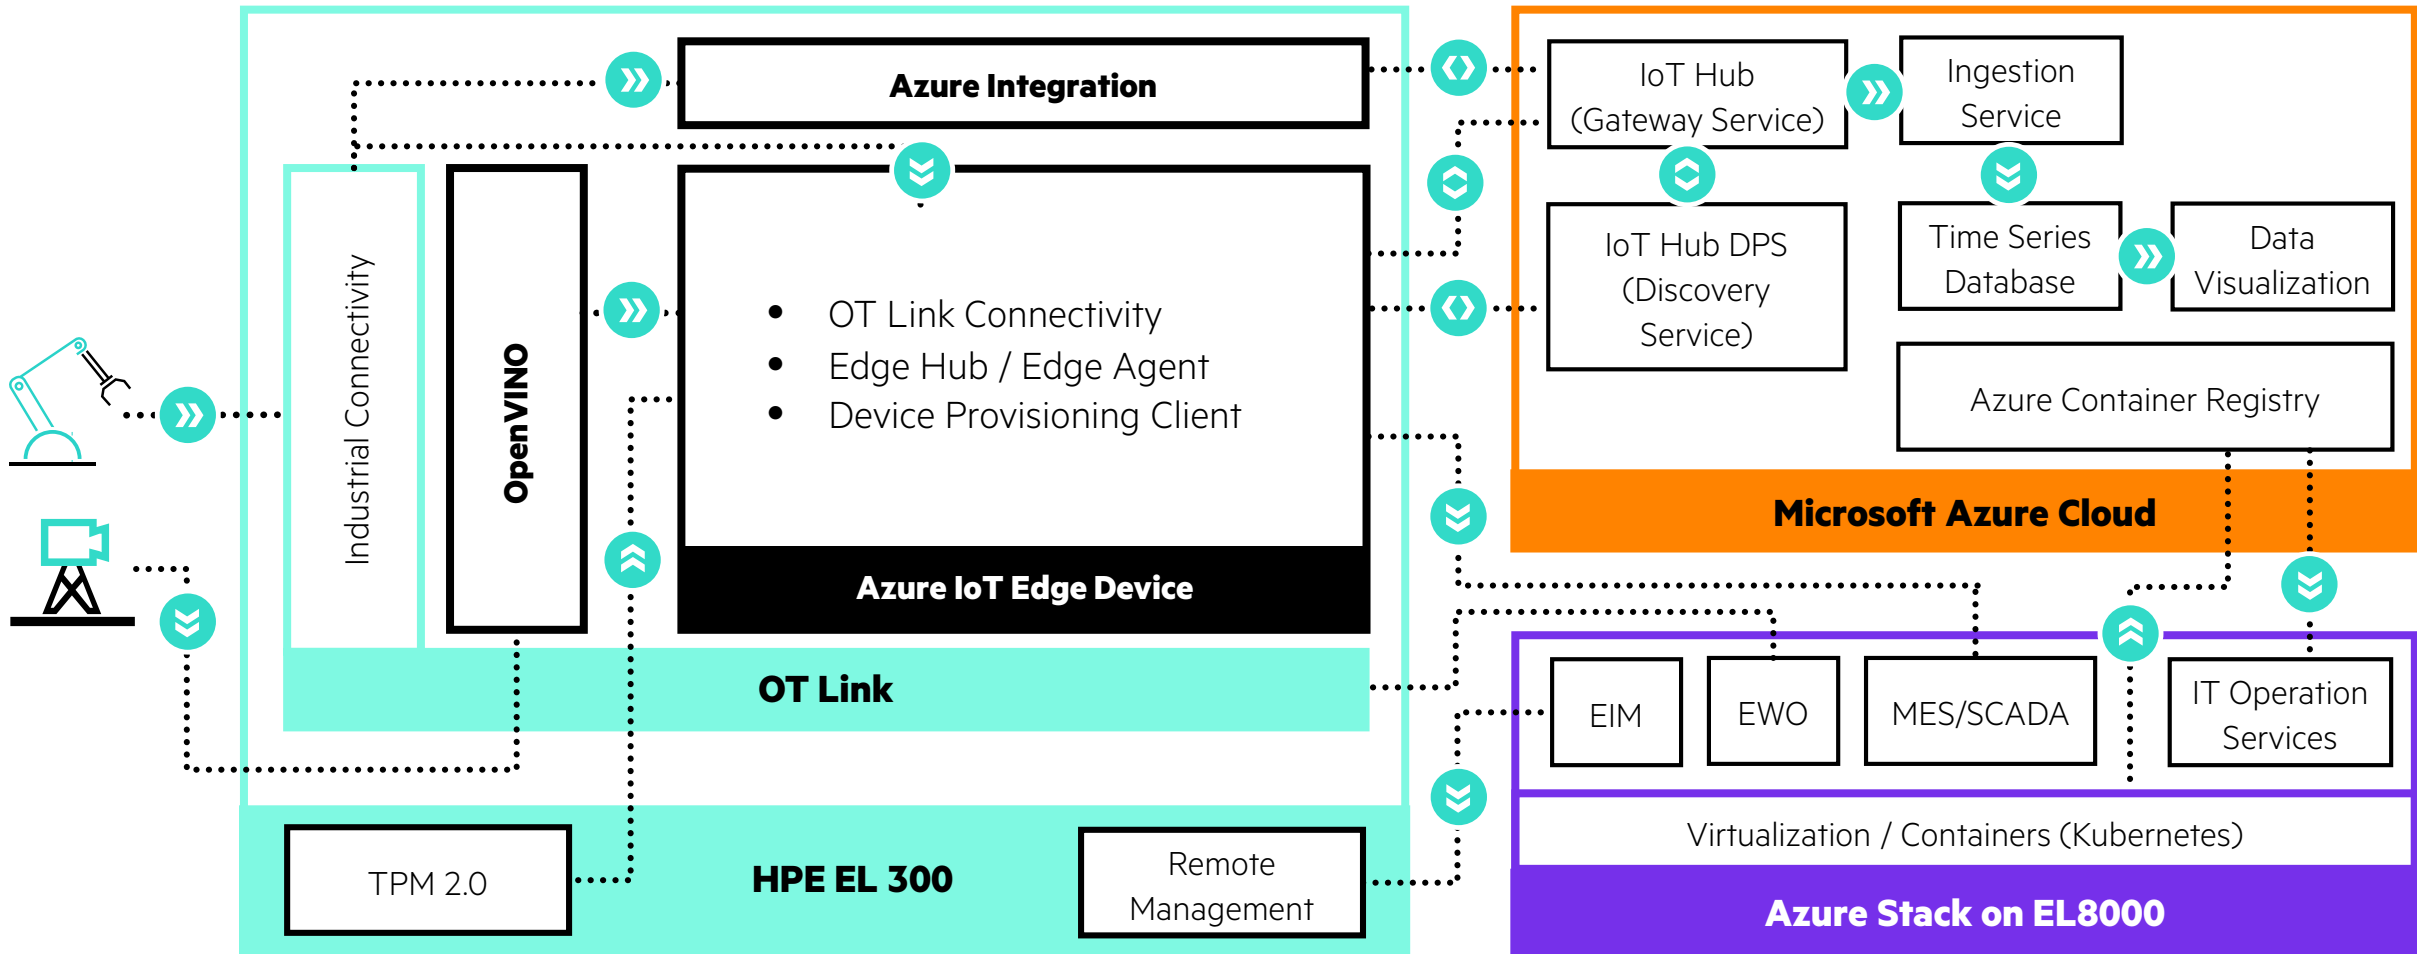 Azure Integration
Industrial Connectivity
OpenVINO
• OT Link Connectivity
• Edge Hub / Edge Agent
• Device Provisioning Client
Azure IoT Edge Device
OT Link
TPM 2.0
HPE EL 300
Remote
Management
IoT Hub
(Gateway Service)
Ingestion
Service
IoT Hub DPS
(Discovery
Service)
Time Series
Database
Data
Visualization
Azure Container Registry
Microsoft Azure Cloud
EIM
EWO
MES/SCADA
IT Operation
Services
Virtualization / Containers (Kubernetes)
Azure Stack on EL8000